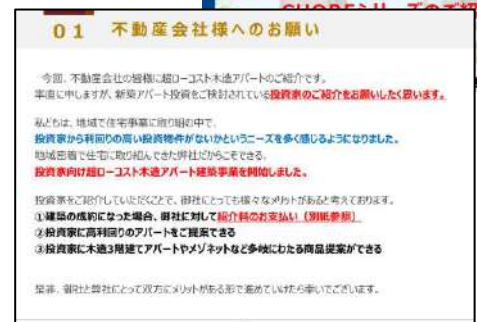 CHOREシリーズのご紹
01 不動産会社様へのお願い
今回、不動産会社の皆様に超ローコスト木造アパートのご紹介です。
率直に申しますが、新築アパート投資をご検討されている投資家のご紹介をお願いしたく思います。
私どもは、地域で住宅事業に取り組む中で、
投資家から利回りの高い投資物件がないかというニーズを多く感じるようになりました。
地域密着で住宅に取り組んできた弊社だからこそできる、
投資家向け超ローコスト木造アパート建築事業を開始しました。
投資家をご紹介していただくことで、御社にとっても様々なメリットがあると考えております。
①建築の成約になった場合、御社に対して紹介料のお支払い（別紙参照）
②投資家に高利回りのアパートをご提案できる
③投資家に木造3階建てアパートやメゾネットなど多岐にわたる商品提案ができる
是非、御社と弊社にとって双方にメリットがある形で進めていけたら幸いでございます。